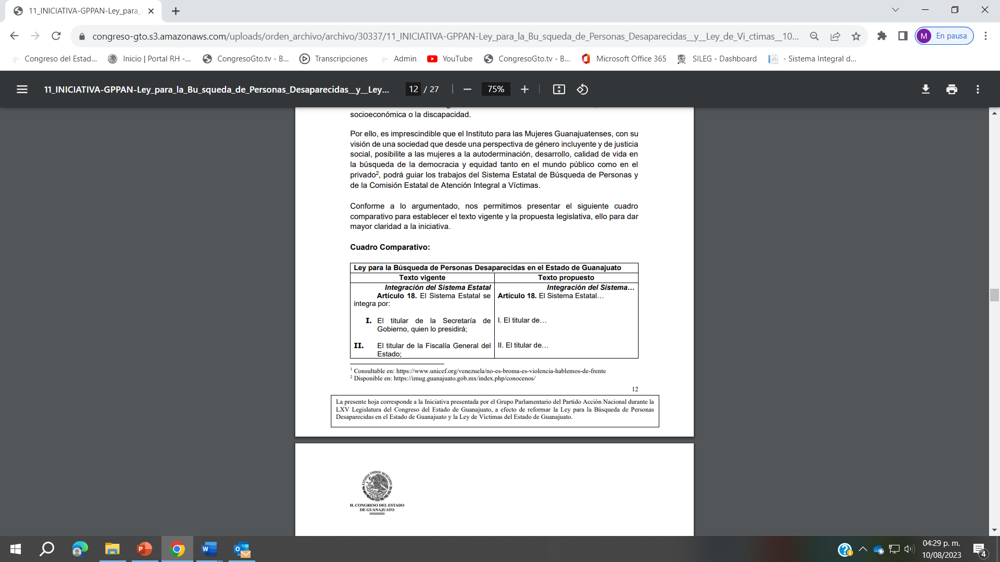 11_INICIATIVA-GPPAN-Ley_para_
congreso-gto.s3.amazonaws.com/uploads/orden_archivo/archivo/30337/11_INICIATIVA-GPPAN-Ley_para_la_Bu_squeda_de_Personas_Desaparecidas__y__Ley_de_Vi_ctimas__10...
M En pausa
Congreso del Estad...
Inicio | Portal RH -...
CongresoGto.tv - B...
Transcripciones
Admin
YouTube
CongresoGto.tv - B...
Microsoft Office 365
SILEG - Dashboard
- Sistema Integral d...
11_INICIATIVA-GPPAN-Ley_para_la_Bu_squeda_de_Personas_Desaparecidas__y__Ley...
12 / 27
75%
socioeconómica o la discapacidad.
Por ello, es imprescindible que el Instituto para las Mujeres Guanajuatenses, con su
visión de una sociedad que desde una perspectiva de género incluyente y de justicia
social, posibilite a las mujeres a la autoderminación, desarrollo, calidad de vida en
la búsqueda de la democracia y equidad tanto en el mundo público como en el
privado², podrá guiar los trabajos del Sistema Estatal de Búsqueda de Personas y
de la Comisión Estatal de Atención Integral a Víctimas.
Conforme a lo argumentado, nos permitimos presentar el siguiente cuadro
comparativo para establecer el texto vigente y la propuesta legislativa, ello para dar
mayor claridad a la iniciativa.
Cuadro Comparativo:
Ley para la Búsqueda de Personas Desaparecidas en el Estado de Guanajuato
Texto vigente
Texto propuesto
Integración del Sistema Estatal
Artículo 18. El Sistema Estatal se
integra por:
I. El titular de la Secretaría de
Gobierno, quien lo presidirá;
II. El titular de la Fiscalía General del
Estado;
Integración del Sistema…
Artículo 18. El Sistema Estatal…
I. El titular de…
II. El titular de…
¹ Consultable en: https://www.unicef.org/venezuela/no-es-broma-es-violencia-hablemos-de-frente
² Disponible en: https://imug.guanajuato.gob.mx/index.php/conocenos/
12
La presente hoja corresponde a la Iniciativa presentada por el Grupo Parlamentario del Partido Acción Nacional durante la
LXV Legislatura del Congreso del Estado de Guanajuato, a efecto de reformar la Ley para la Búsqueda de Personas
Desaparecidas en el Estado de Guanajuato y la Ley de Víctimas del Estado de Guanajuato.
ESTADOS UNIDOS MEXICANOS
H. CONGRESO DEL ESTADO
DE GUANAJUATO
04:29 p. m.
10/08/2023
4